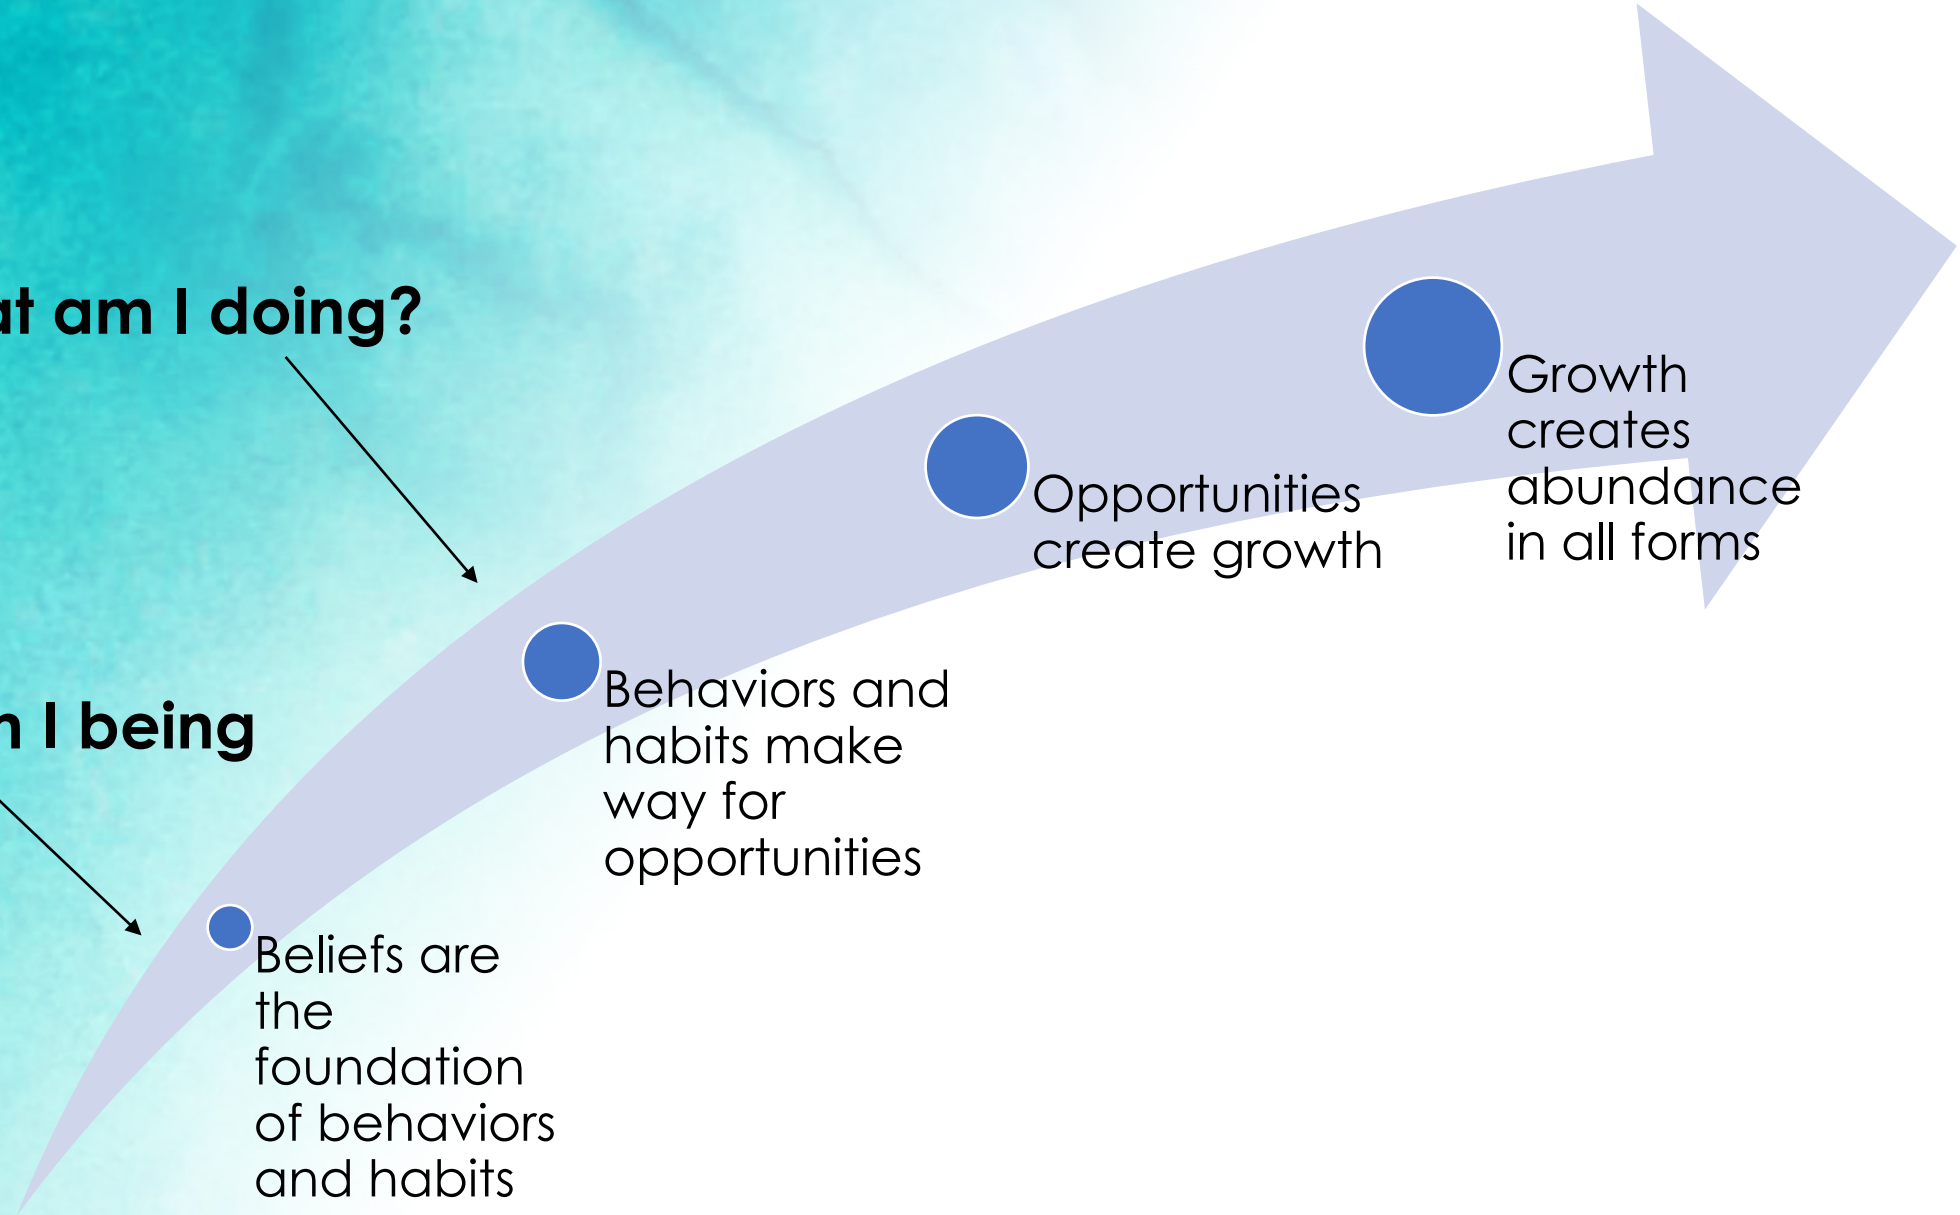 at am I doing?
I being
Growth
creates
abundance
in all forms
Opportunities
create growth
Behaviors and
habits make
way for
opportunities
Beliefs are
the
foundation
of behaviors
and habits